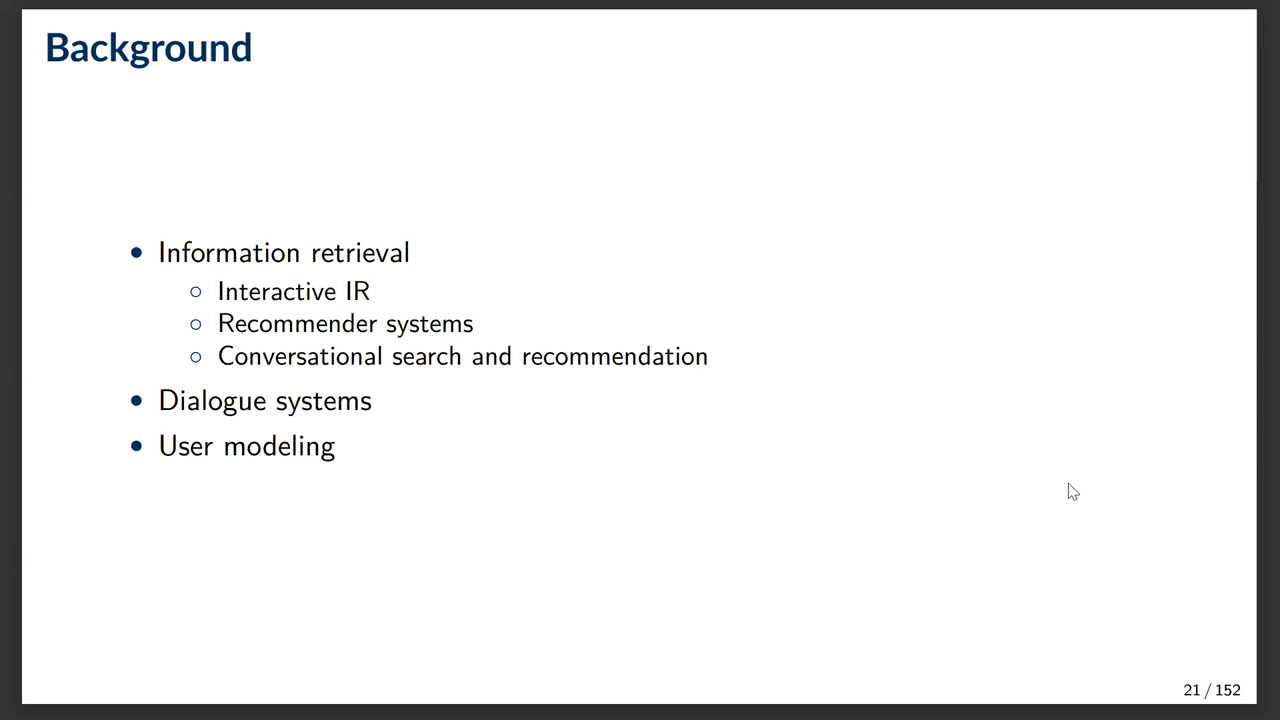 Background
• Information retrieval
○ Interactive IR
○ Recommender systems
○ Conversational search and recommendation
• Dialogue systems
• User modeling
21 / 152